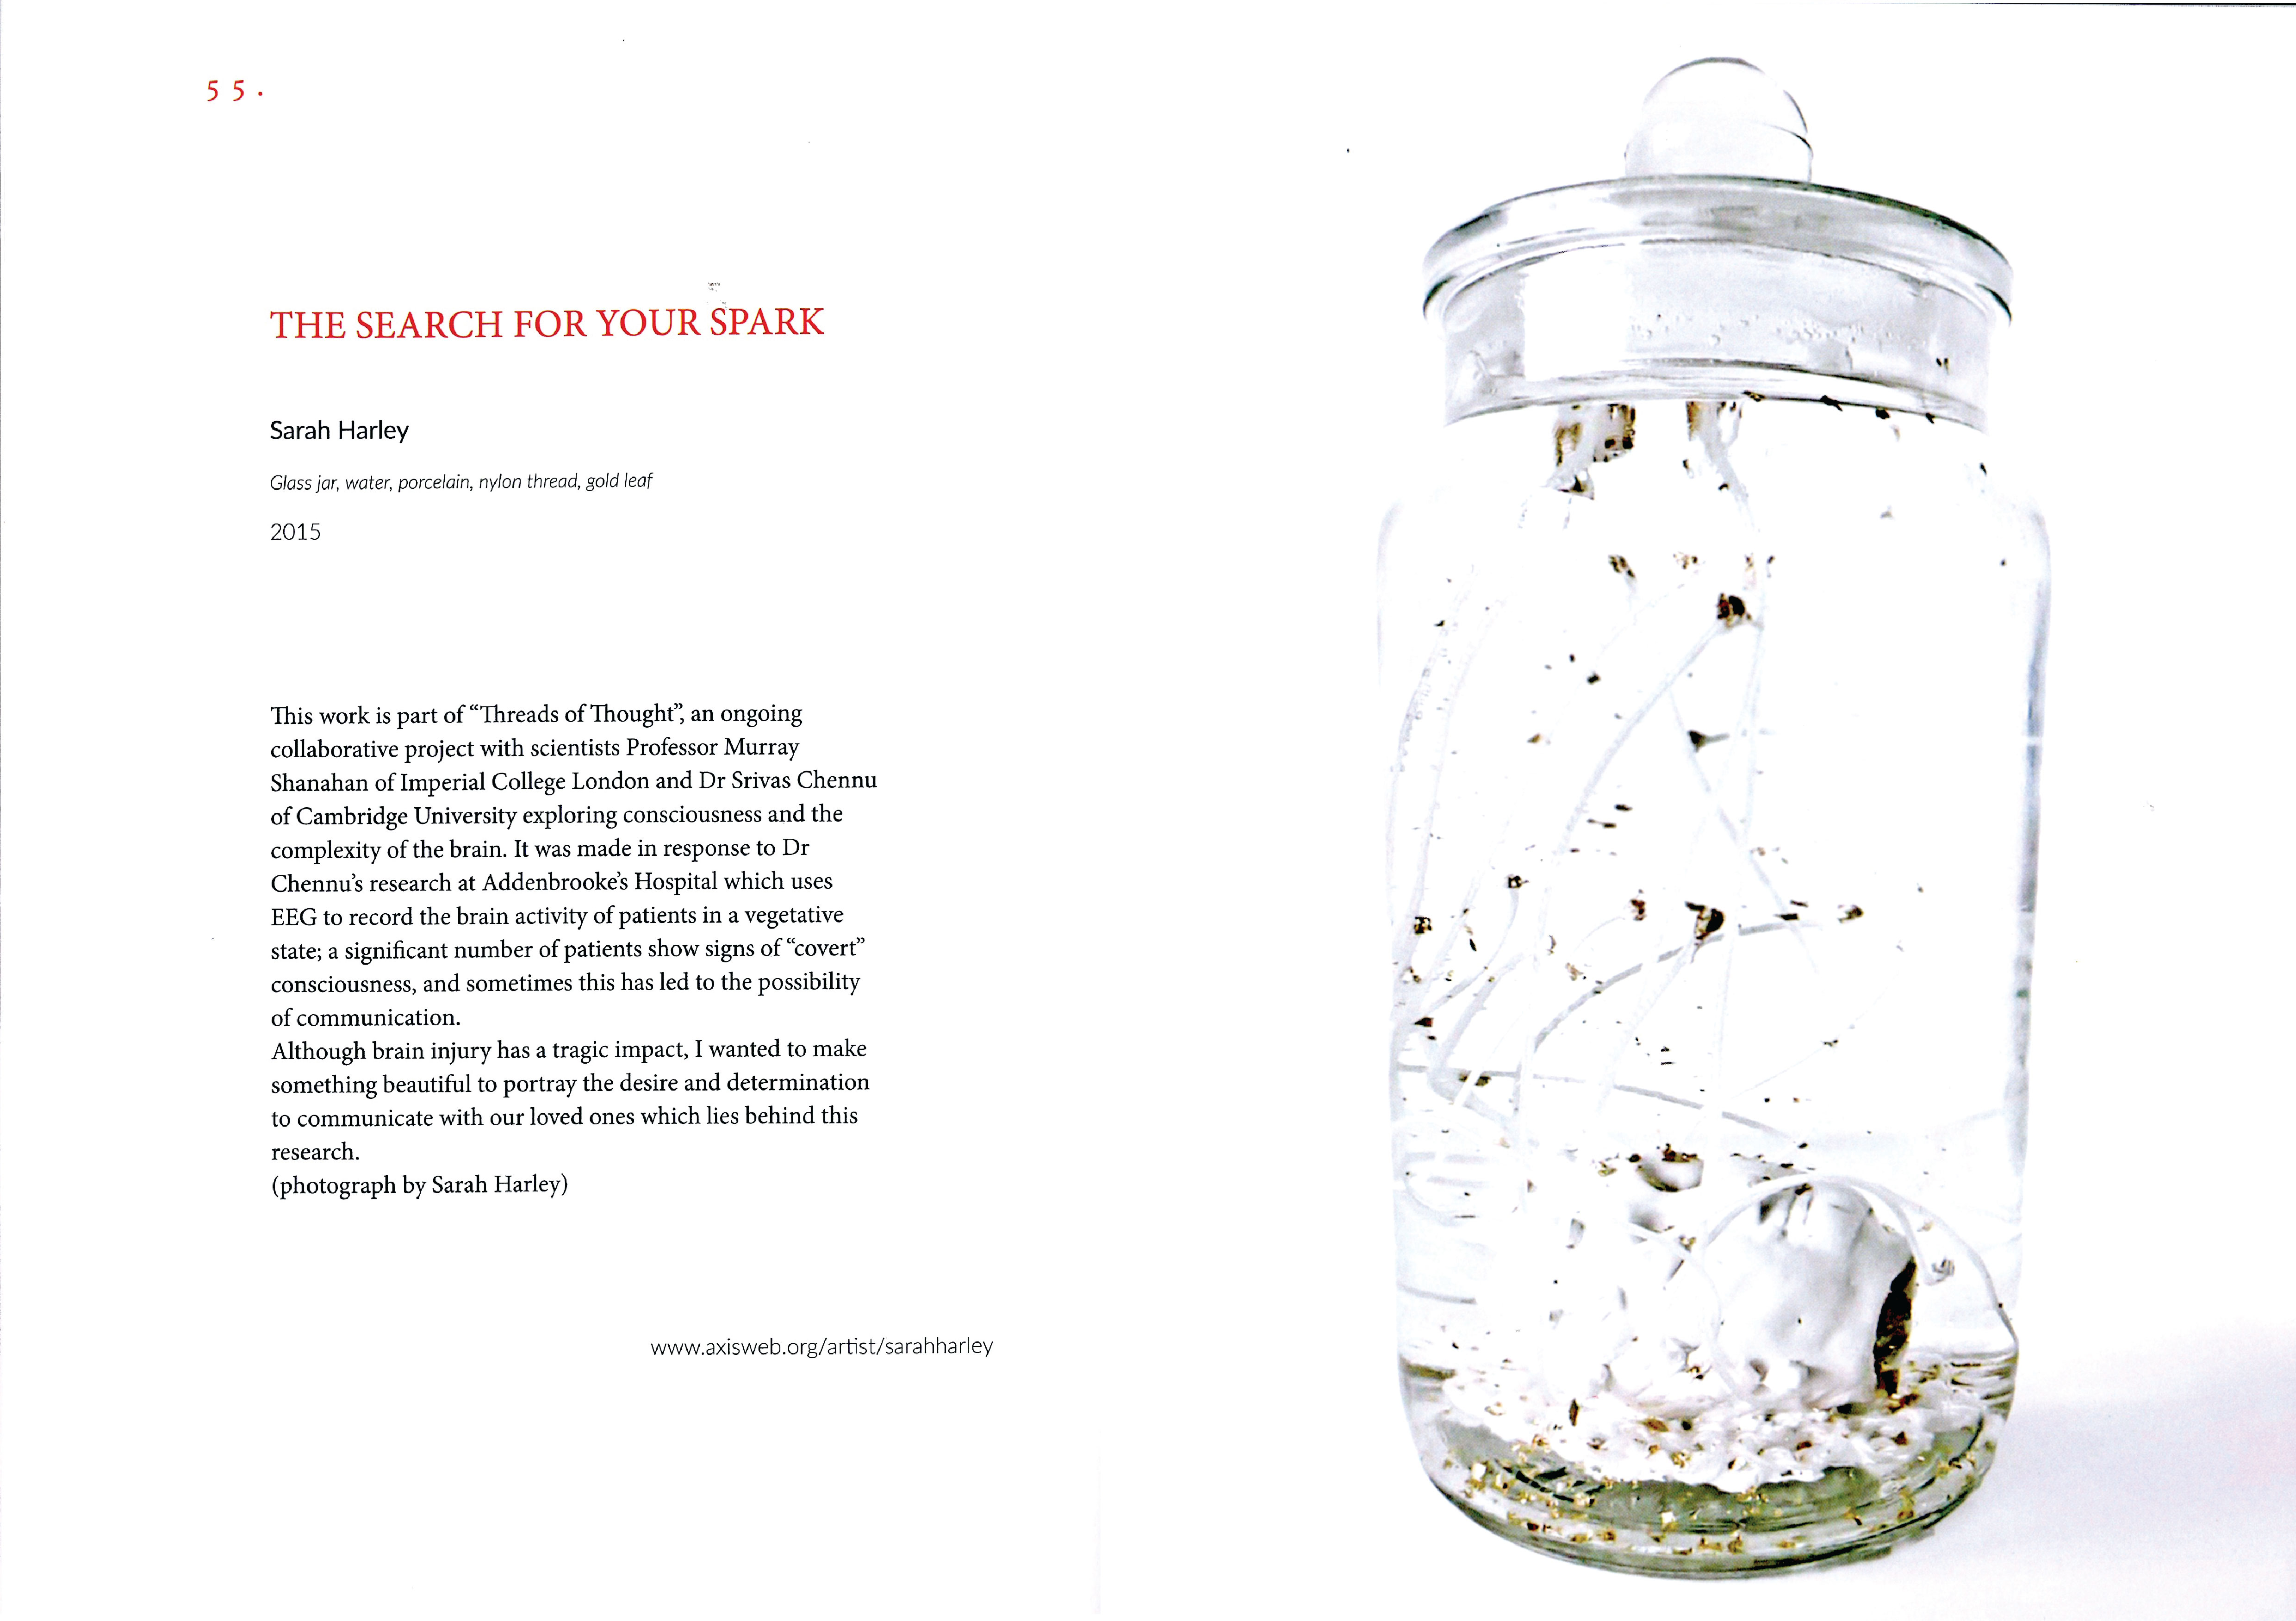 55.
THE SEARCH FOR YOUR SPARK
Sarah Harley
Glass jar, water, porcelain, nylon thread, gold leaf
2015
This work is part of “Threads of Thought”, an ongoing
collaborative project with scientists Professor Murray
Shanahan of Imperial College London and Dr Srivas Chennu
of Cambridge University exploring consciousness and the
complexity of the brain. It was made in response to Dr
Chennu’s research at Addenbrooke’s Hospital which uses
EEG to record the brain activity of patients in a vegetative
state; a significant number of patients show signs of “covert”
consciousness, and sometimes this has led to the possibility
of communication.
Although brain injury has a tragic impact, I wanted to make
something beautiful to portray the desire and determination
to communicate with our loved ones which lies behind this
research.
(photograph by Sarah Harley)
www.axisweb.org/artist/sarahharley